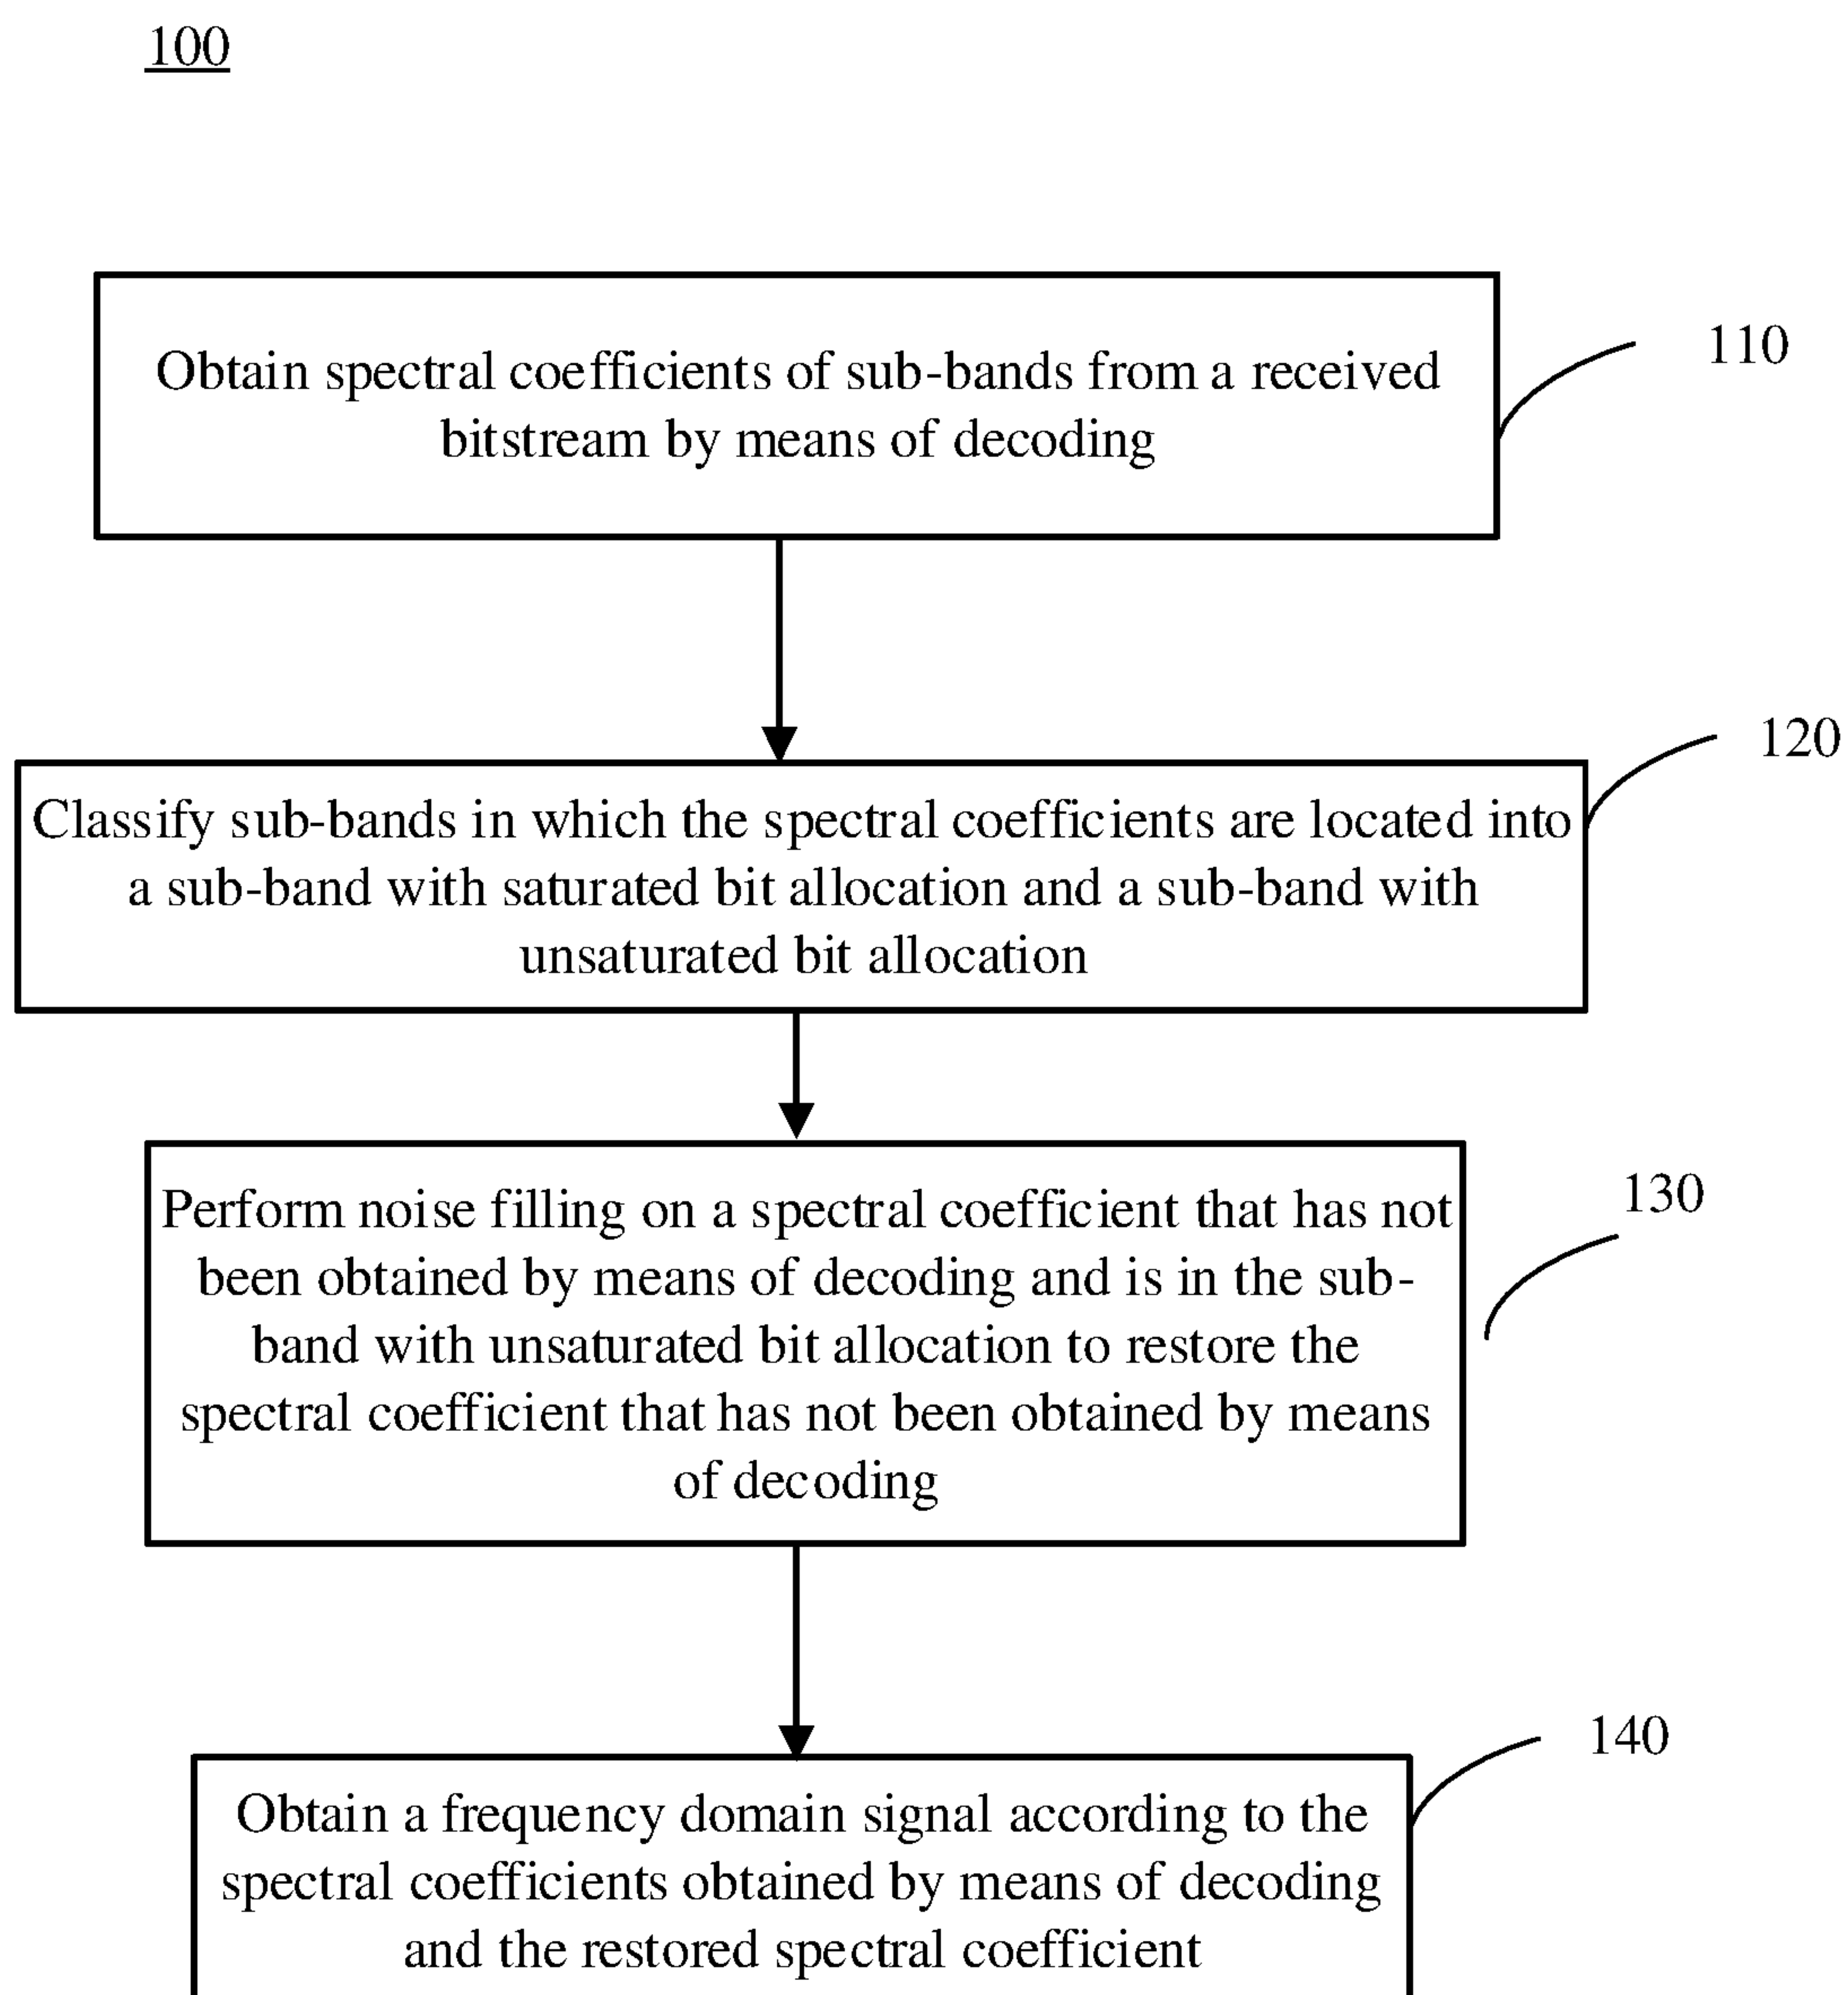 100
Obtain spectral coefficients of sub-bands from a received
bitstream by means of decoding
110
Classify sub-bands in which the spectral coefficients are located into
a sub-band with saturated bit allocation and a sub-band with
unsaturated bit allocation
120
Perform noise filling on a spectral coefficient that has not
been obtained by means of decoding and is in the sub-
band with unsaturated bit allocation to restore the
spectral coefficient that has not been obtained by means
of decoding
130
Obtain a frequency domain signal according to the
spectral coefficients obtained by means of decoding
and the restored spectral coefficient
140